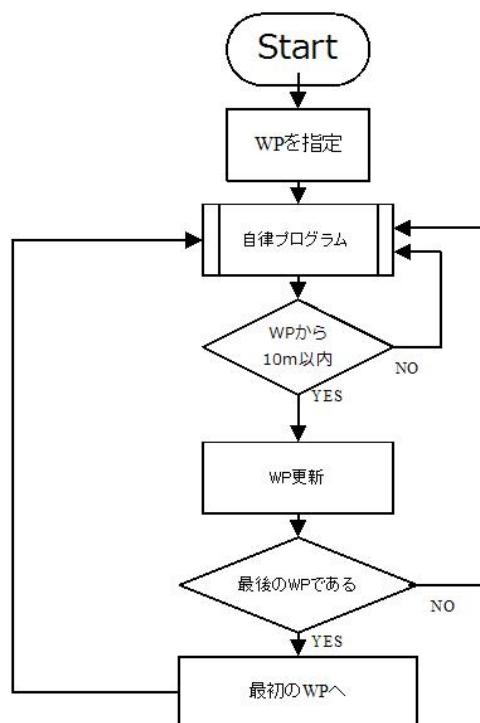 Start
WPを指定
自律プログラム
WPから
10m以内
NO
YES
WP更新
最後のWPである
NO
YES
最初のWPへ